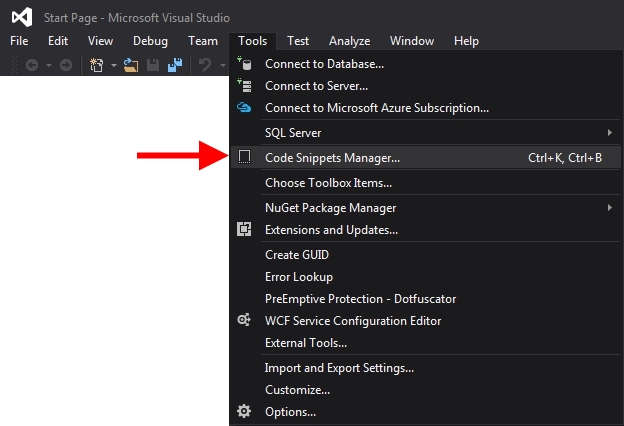 Start Page - Microsoft Visual Studio
File Edit View Debug Team Tools Test Analyze Window Help
Connect to Database...
Connect to Server...
Connect to Microsoft Azure Subscription...
SQL Server
Code Snippets Manager... Ctrl+K, Ctrl+B
Choose Toolbox Items...
NuGet Package Manager
Extensions and Updates...
Create GUID
Error Lookup
PreEmptive Protection - Dotfuscator
WCF Service Configuration Editor
External Tools...
Import and Export Settings...
Customize...
Options...